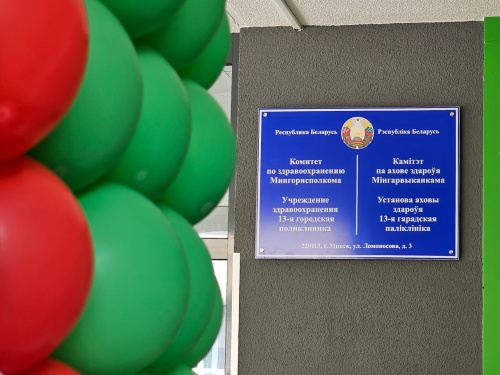 Республика Беларусь
Рэспубліка Беларусь
Комитет
по здравоохранению
Мингорисполкома
Учреждение
здравоохранения
13-я городская
поликлиника
Камітэт
па ахове здароўя
Мінгарвыканкама
Установа аховы
здароўя
13-я гарадская
паліклініка
220113, г. Минск, ул. Ломоносова, д. 3